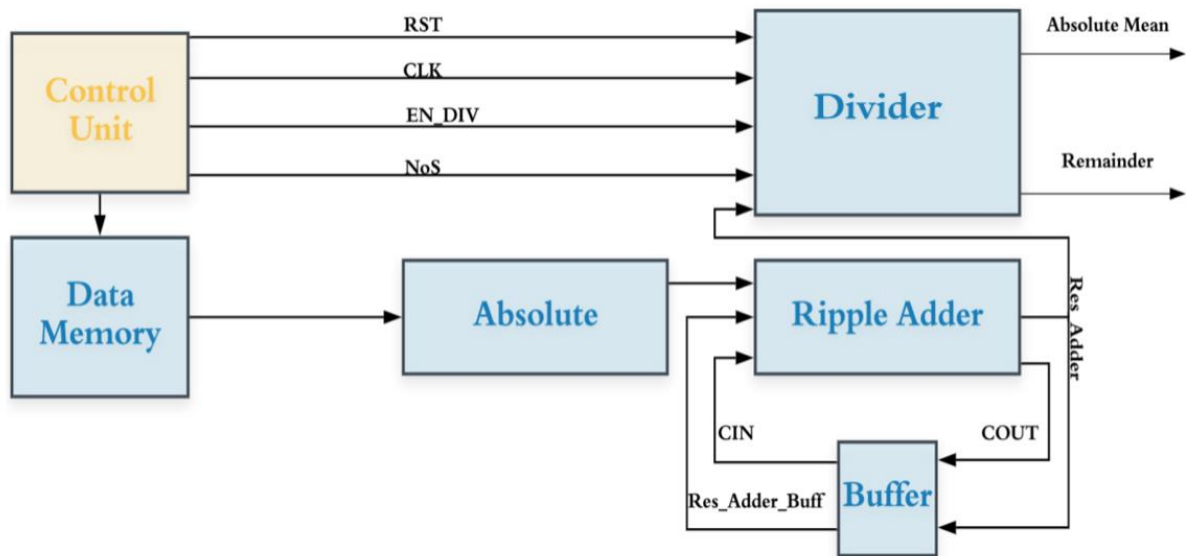 RST
Absolute Mean
Control
Unit
CLK
Divider
EN_DIV
NoS
Remainder
Data
Memory
Absolute
Ripple Adder
Res_Adder
CIN
COUT
Buffer
Res_Adder_Buff